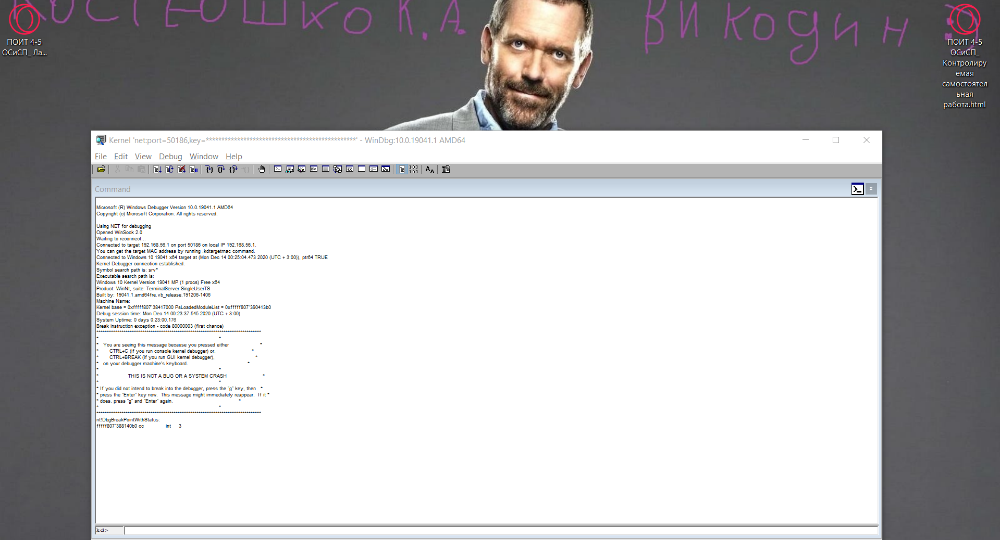 КОСТЮШКО К.А. ВИКОДИН Э
ПОИТ 4-5
ОСиСП_ Ла...
ПОИТ 4-5
ОСиСП_
Контролиру
емая
самостоятел
ьная
работа.html
Kernel 'net:port=50186,key=************************************************' - WinDbg:10.0.19041.1 AMD64
File Edit View Debug Window Help
Command
Microsoft (R) Windows Debugger Version 10.0.19041.1 AMD64
Copyright (c) Microsoft Corporation. All rights reserved.
Using NET for debugging
Opened WinSock 2.0
Waiting to reconnect...
Connected to target 192.168.56.1 on port 50186 on local IP 192.168.56.1.
You can get the target MAC address by running .kdtargetmac command.
Connected to Windows 10 19041 x64 target at (Mon Dec 14 00:25:04.473 2020 (UTC + 3:00)), ptr64 TRUE
Kernel Debugger connection established.
Symbol search path is: srv*
Executable search path is:
Windows 10 Kernel Version 19041 MP (1 procs) Free x64
Product: WinNt, suite: TerminalServer SingleUserTS
Built by: 19041.1.amd64fre.vb_release.191206-1406
Machine Name:
Kernel base = 0xfffff807`38417000 PsLoadedModuleList = 0xfffff807`390413b0
Debug session time: Mon Dec 14 00:23:37.545 2020 (UTC + 3:00)
System Uptime: 0 days 0:23:00.176
Break instruction exception - code 80000003 (first chance)
*******************************************************************************
* *
* You are seeing this message because you pressed either *
* CTRL+C (if you run console kernel debugger) or, *
* CTRL+BREAK (if you run GUI kernel debugger), *
* on your debugger machine's keyboard. *
* *
* THIS IS NOT A BUG OR A SYSTEM CRASH *
* *
* If you did not intend to break into the debugger, press the "g" key, then *
* press the "Enter" key now. This message might immediately reappear. If it *
* does, press "g" and "Enter" again. *
* *
*******************************************************************************
nt!DbgBreakPointWithStatus:
fffff807`388140b0 cc int 3
kd>